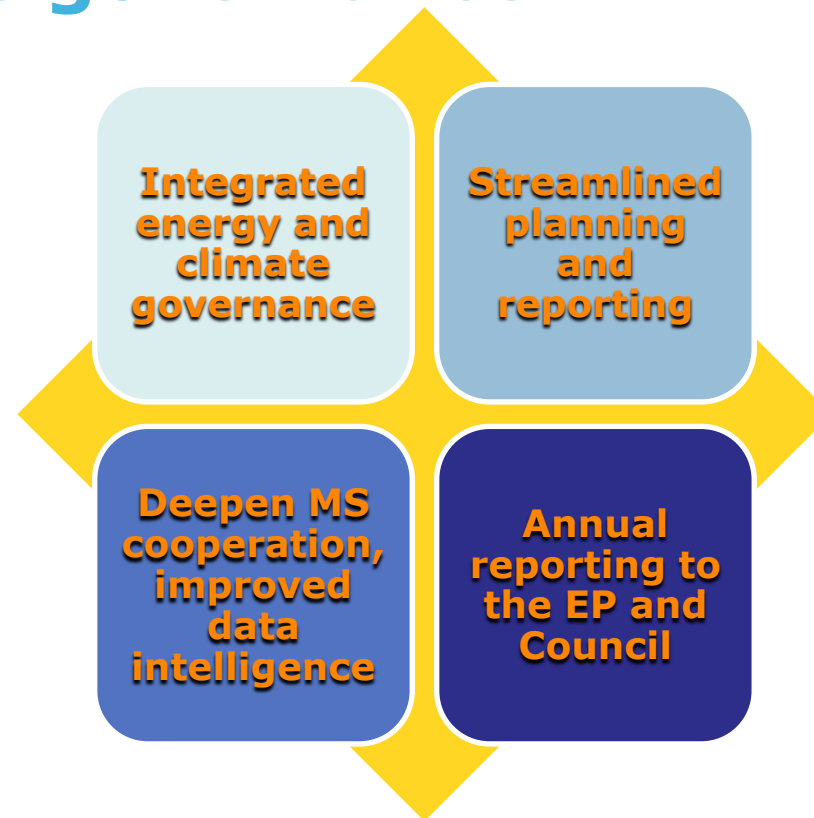 Integrated
energy and
climate
governance
Streamlined
planning
and
reporting
Deepen MS
cooperation,
improved
data
intelligence
Annual
reporting to
the EP and
Council